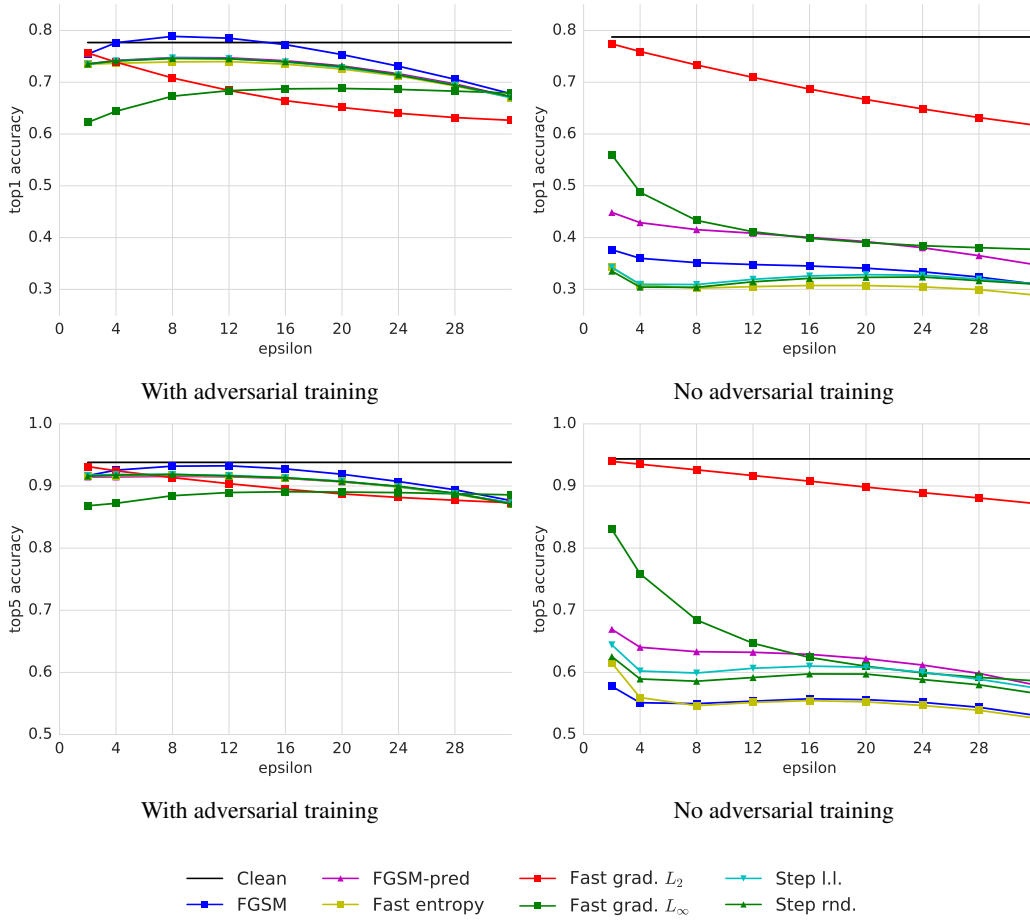 0.8
0.7
0.6
0.5
0.4
0.3
top1 accuracy
0 4 8 12 16 20 24 28
epsilon
With adversarial training
0.8
0.7
0.6
0.5
0.4
0.3
top1 accuracy
0 4 8 12 16 20 24 28
epsilon
No adversarial training
1.0
0.9
0.8
0.7
0.6
0.5
top5 accuracy
0 4 8 12 16 20 24 28
epsilon
With adversarial training
1.0
0.9
0.8
0.7
0.6
0.5
top5 accuracy
0 4 8 12 16 20 24 28
epsilon
No adversarial training
Clean FGSM-pred Fast grad. L₂ Step l.l.
FGSM Fast entropy Fast grad. L∞ Step rnd.